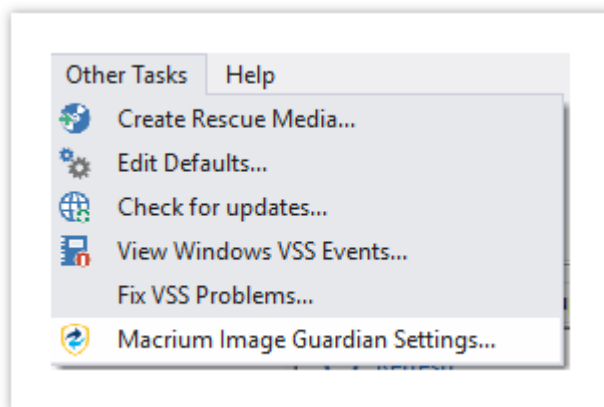 Other Tasks Help
Create Rescue Media...
Edit Defaults...
Check for updates...
View Windows VSS Events...
Fix VSS Problems...
Macrium Image Guardian Settings...